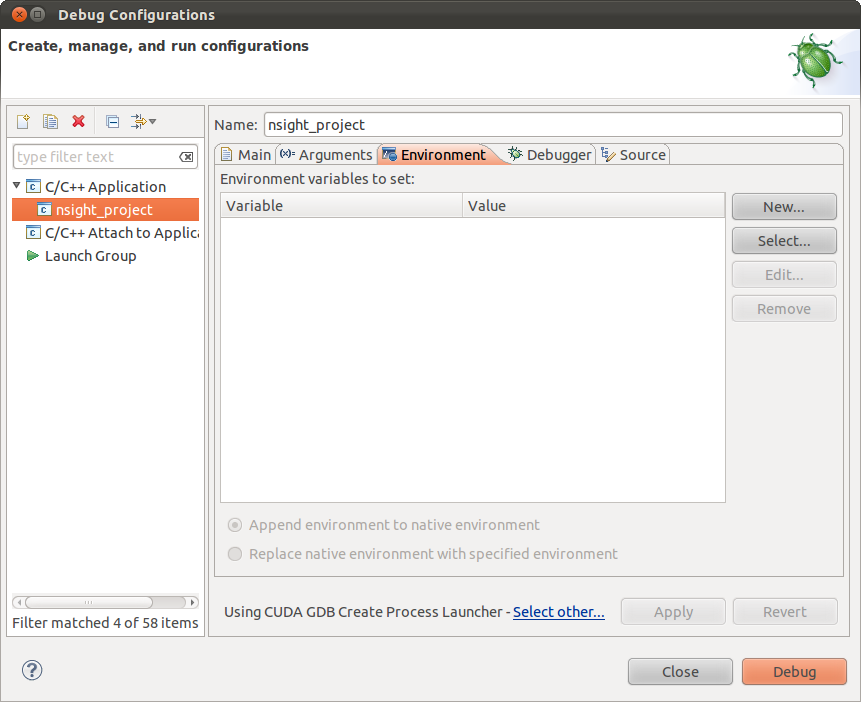 Debug Configurations
Create, manage, and run configurations
type filter text
C/C++ Application
nsight_project
C/C++ Attach to Applica
Launch Group
Filter matched 4 of 58 items
Name: nsight_project
Main (x)= Arguments Environment Debugger Source
Environment variables to set:
Variable Value
New...
Select...
Edit...
Remove
Append environment to native environment
Replace native environment with specified environment
Using CUDA GDB Create Process Launcher - Select other... Apply Revert
? Close Debug